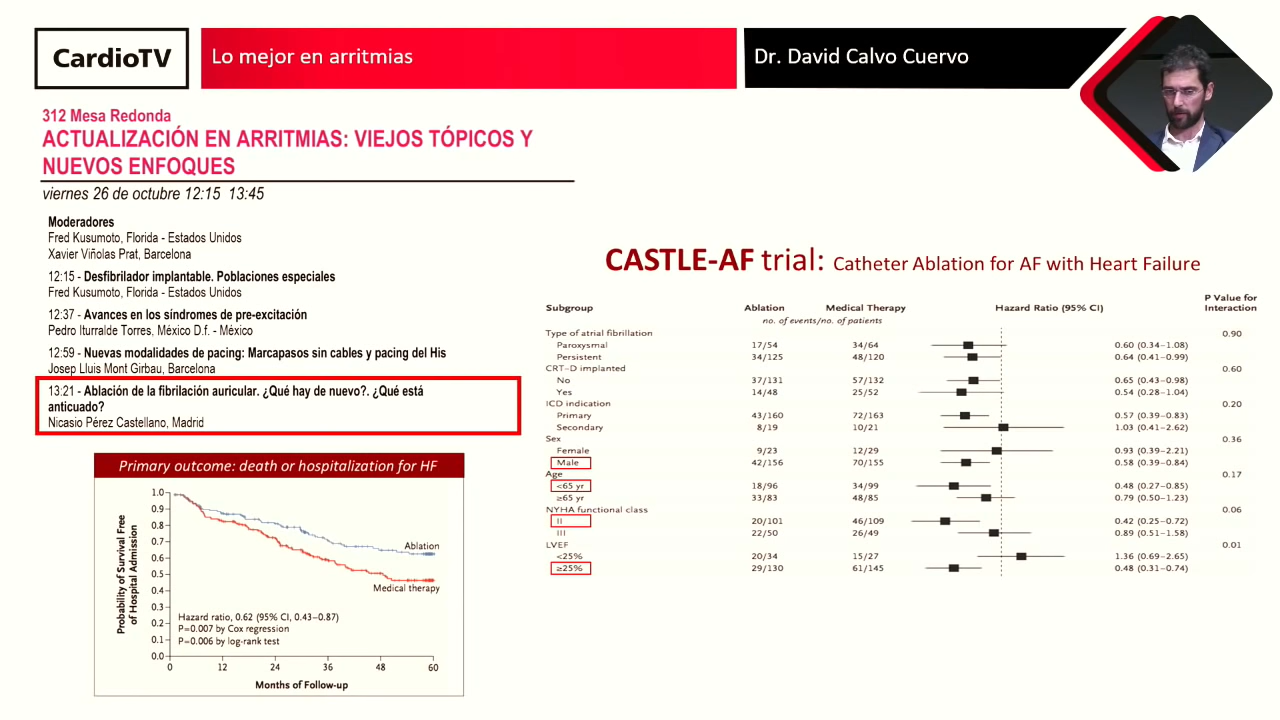 CardioTV
Lo mejor en arritmias
Dr. David Calvo Cuervo
312 Mesa Redonda
ACTUALIZACIÓN EN ARRITMIAS: VIEJOS TÓPICOS Y
NUEVOS ENFOQUES
viernes 26 de octubre 12:15 13:45
Moderadores
Fred Kusumoto, Florida - Estados Unidos
Xavier Viñolas Prat, Barcelona
12:15 - Desfibrilador implantable. Poblaciones especiales
Fred Kusumoto, Florida - Estados Unidos
12:37 - Avances en los síndromes de pre-excitación
Pedro Iturralde Torres, México D.f. - México
12:59 - Nuevas modalidades de pacing: Marcapasos sin cables y pacing del His
Josep Lluis Mont Girbau, Barcelona
13:21 - Ablación de la fibrilación auricular. ¿Qué hay de nuevo?. ¿Qué está
anticuado?
Nicasio Pérez Castellano, Madrid
Primary outcome: death or hospitalization for HF
Probability of Survival Free
of Hospital Admission
1.0
0.9
0.8
0.7
0.6
0.5
0.4
0.3
0.2
0.1
0.0
Ablation
Medical therapy
Hazard ratio, 0.62 (95% CI, 0.43–0.87)
P=0.007 by Cox regression
P=0.006 by log-rank test
0 12 24 36 48 60
Months of Follow-up
CASTLE-AF trial: Catheter Ablation for AF with Heart Failure
Subgroup Ablation Medical Therapy Hazard Ratio (95% CI) P Value for Interaction
no. of events/no. of patients
Type of atrial fibrillation 0.90
Paroxysmal 17/54 34/64 0.60 (0.34–1.08)
Persistent 34/125 48/120 0.64 (0.41–0.99)
CRT-D implanted 0.60
No 37/131 57/132 0.65 (0.43–0.98)
Yes 14/48 25/52 0.54 (0.28–1.04)
ICD indication 0.20
Primary 43/160 72/163 0.57 (0.39–0.83)
Secondary 8/19 10/21 1.03 (0.41–2.62)
Sex 0.36
Female 9/23 12/29 0.93 (0.39–2.21)
Male 42/156 70/155 0.58 (0.39–0.84)
Age 0.17
<65 yr 18/96 34/99 0.48 (0.27–0.85)
≥65 yr 33/83 48/85 0.79 (0.50–1.23)
NYHA functional class 0.06
II 20/101 46/109 0.42 (0.25–0.72)
III 22/50 26/49 0.89 (0.51–1.58)
LVEF 0.01
<25% 20/34 15/27 1.36 (0.69–2.65)
≥25% 29/130 61/145 0.48 (0.31–0.74)